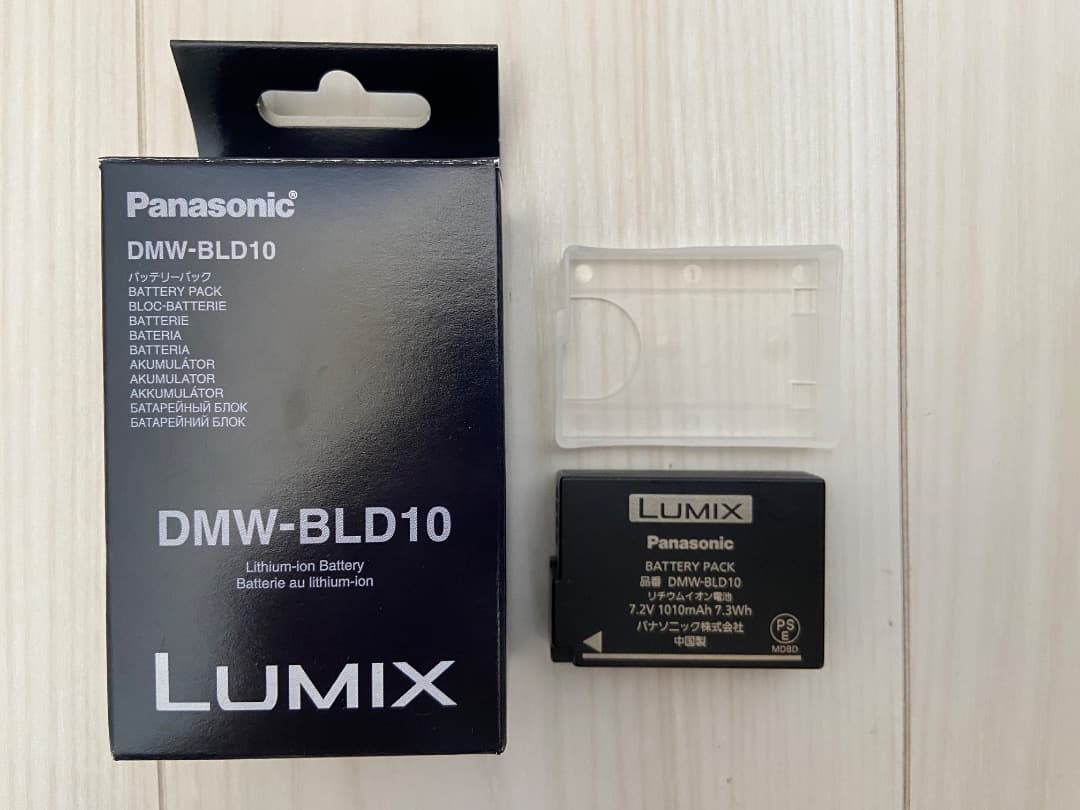 Panasonic®
DMW-BLD10
バッテリーパック
BATTERY PACK
BLOC-BATTERIE
BATTERIE
BATERIA
BATTERIA
AKUMULÁTOR
AKUMULATOR
AKKUMULÁTOR
БАТАРЕЙНЫЙ БЛОК
БАТАРЕЙНИЙ БЛОК
DMW-BLD10
Lithium-ion Battery
Batterie au lithium-ion
LUMIX
1
LUMIX
Panasonic
BATTERY PACK
品番 DMW-BLD10
リチウムイオン電池
7.2V 1010mAh 7.3Wh
パナソニック株式会社
中国製
PS
E
MDBD